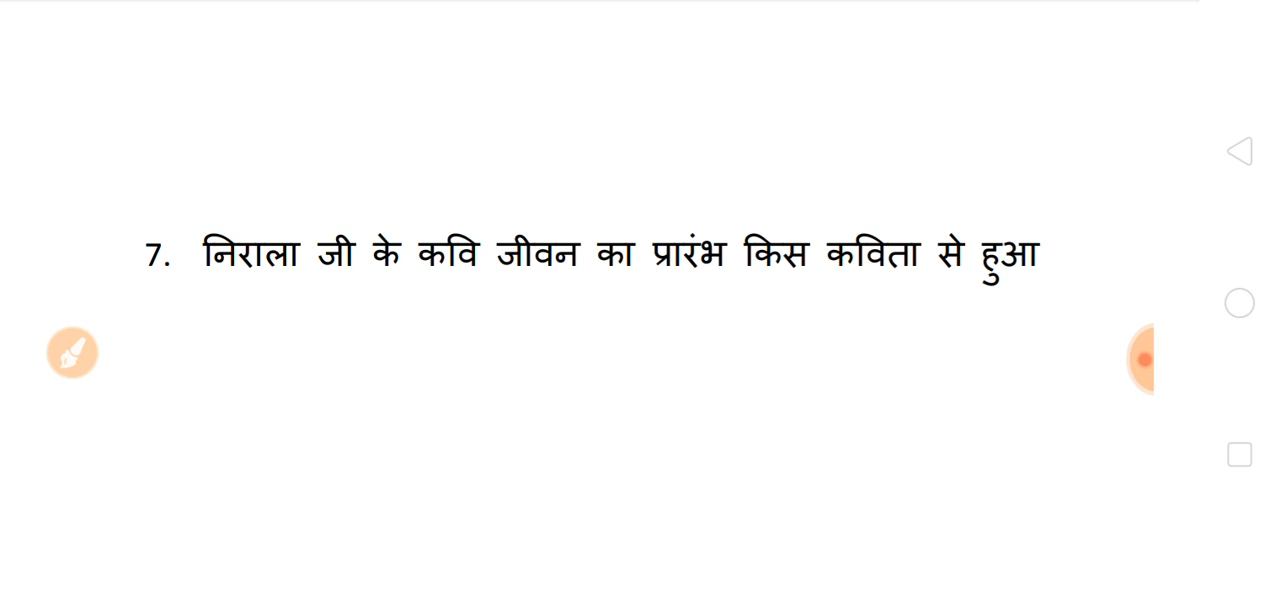 7. निराला जी के कवि जीवन का प्रारंभ किस कविता से हुआ